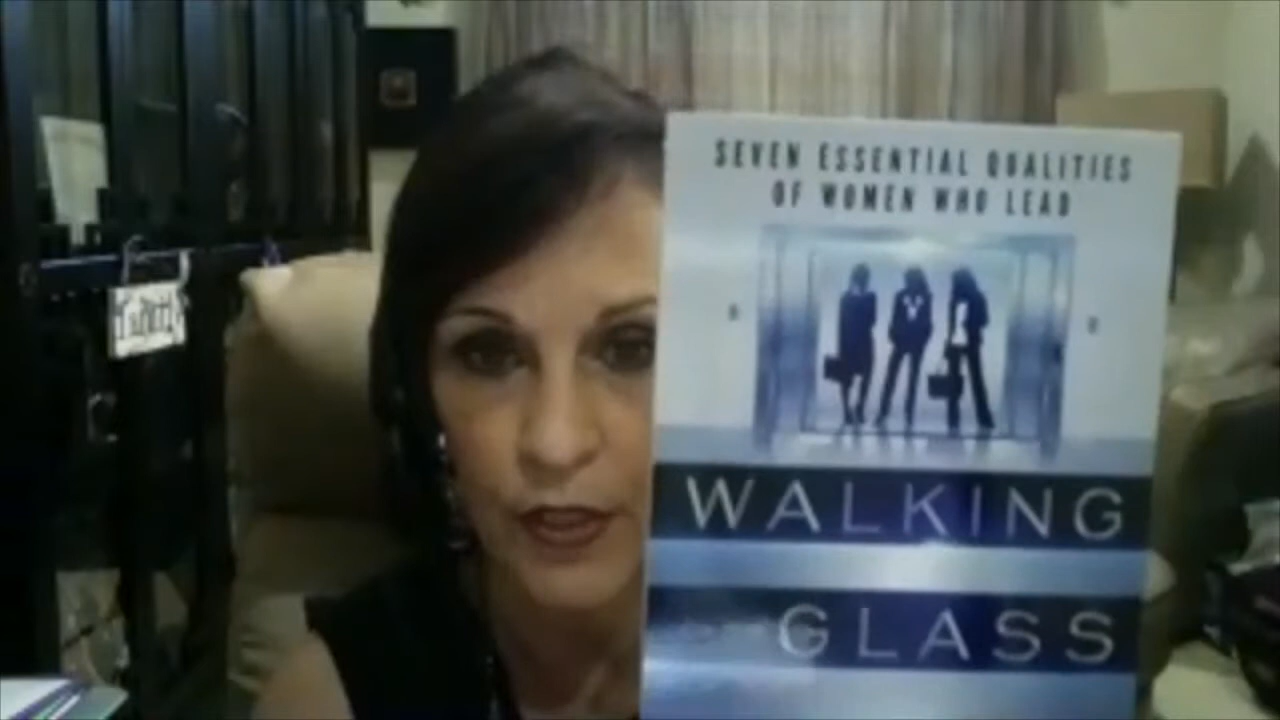 SEVEN ESSENTIAL QUALITIES
OF WOMEN WHO LEAD
WALKING
GLASS